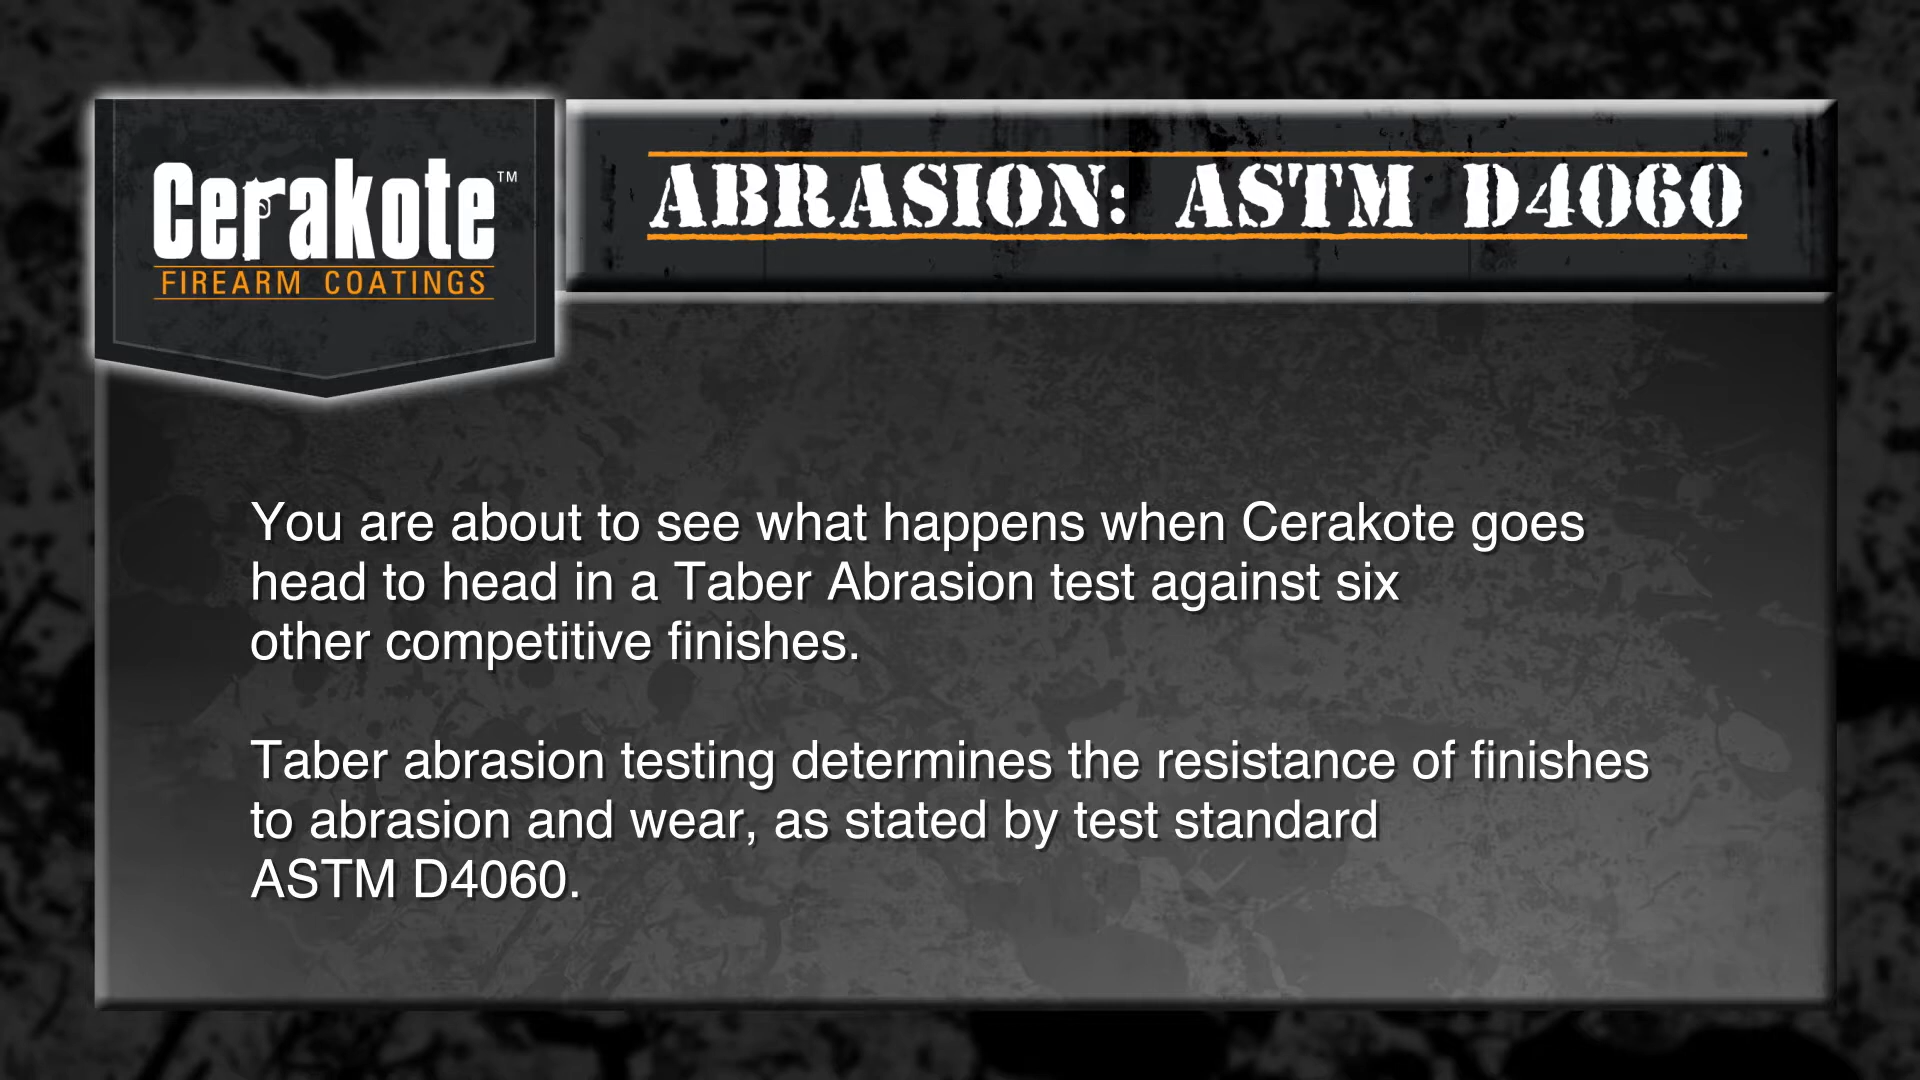 Cerakote™
FIREARM COATINGS
ABRASION: ASTM D4060
You are about to see what happens when Cerakote goes
head to head in a Taber Abrasion test against six
other competitive finishes.
Taber abrasion testing determines the resistance of finishes
to abrasion and wear, as stated by test standard
ASTM D4060.